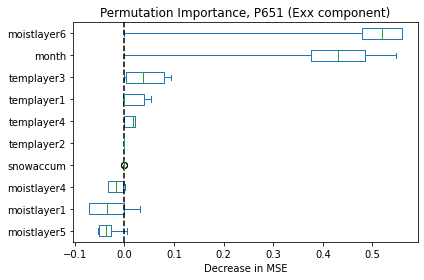 Permutation Importance, P651 (Exx component)
moistlayer6
month
templayer3
templayer1
templayer4
templayer2
snowaccum
moistlayer4
moistlayer1
moistlayer5
−0.1 0.0 0.1 0.2 0.3 0.4 0.5
Decrease in MSE